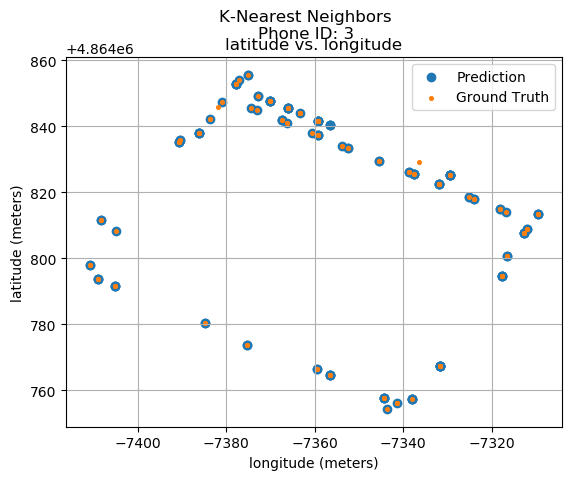 K-Nearest Neighbors
Phone ID: 3
latitude vs. longitude
+4.864e6
860
840
820
800
780
760
latitude (meters)
Prediction
Ground Truth
−7400
−7380
−7360
−7340
−7320
longitude (meters)